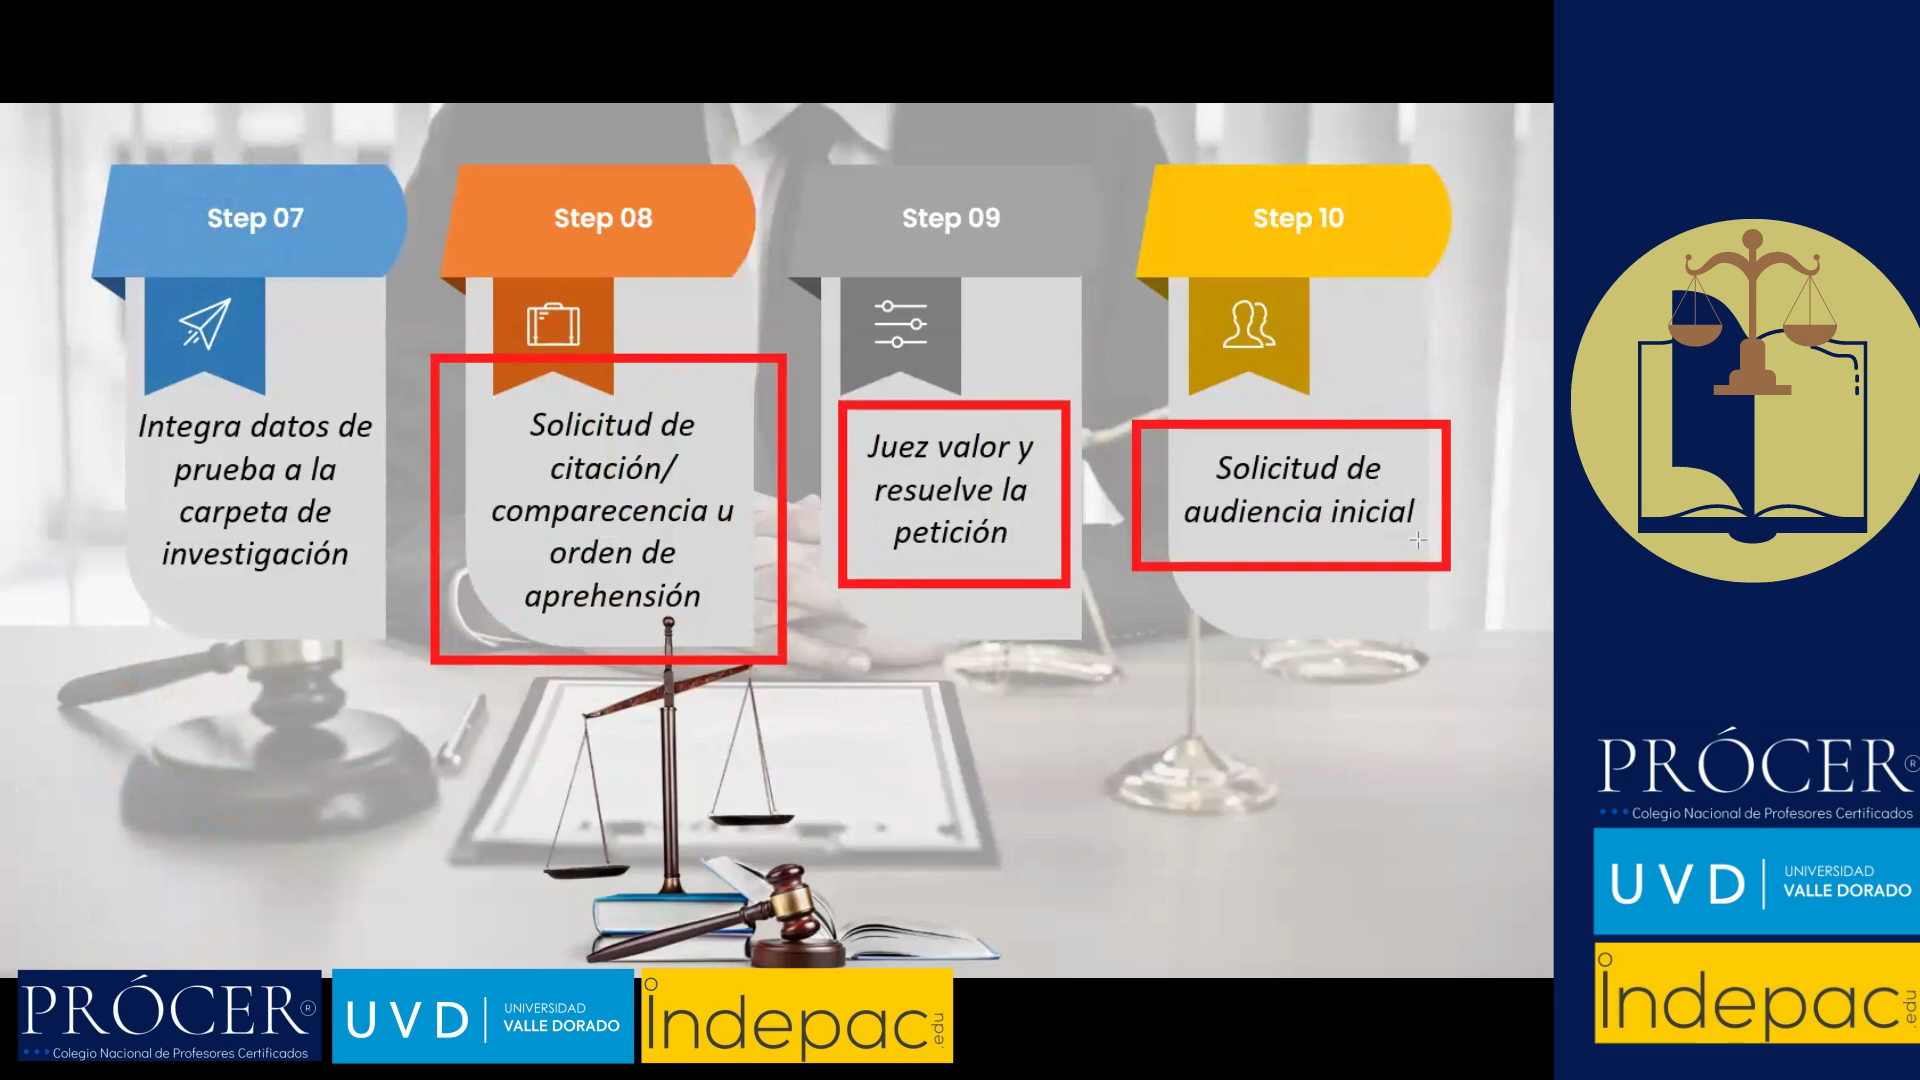 Step 07
Integra datos de
prueba a la
carpeta de
investigación
Step 08
Solicitud de
citación/
comparecencia u
orden de
aprehensión
Step 09
Juez valor y
resuelve la
petición
Step 10
Solicitud de
audiencia inicial
PRÓCER®
Colegio Nacional de Profesores Certificados
UVD
UNIVERSIDAD
VALLE DORADO
indepac.edu
PRÓCER®
Colegio Nacional de Profesores Certificados
UVD
UNIVERSIDAD
VALLE DORADO
indepac.edu